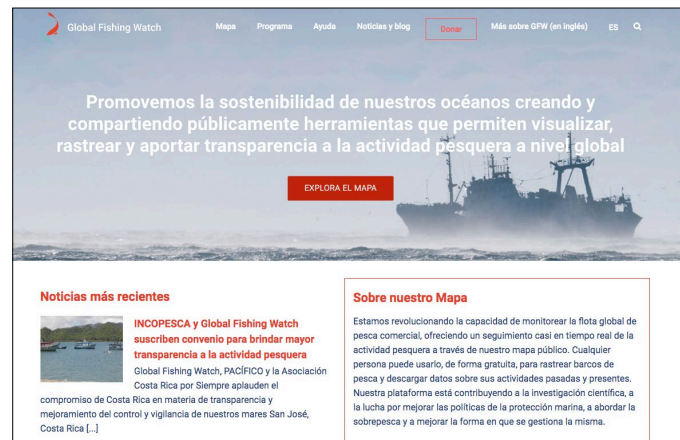 Global Fishing Watch
Mapa Programa Ayuda Noticias y blog Donar Más sobre GFW (en inglés) ES
Promovemos la sostenibilidad de nuestros océanos creando y
compartiendo públicamente herramientas que permiten visualizar,
rastrear y aportar transparencia a la actividad pesquera a nivel global
EXPLORA EL MAPA
Noticias más recientes
INCOPESCA y Global Fishing Watch
suscriben convenio para brindar mayor
transparencia a la actividad pesquera
Global Fishing Watch, PACÍFICO y la Asociación
Costa Rica por Siempre aplauden el
compromiso de Costa Rica en materia de transparencia y
mejoramiento del control y vigilancia de nuestros mares San José,
Costa Rica [...]
Sobre nuestro Mapa
Estamos revolucionando la capacidad de monitorear la flota global de
pesca comercial, ofreciendo un seguimiento casi en tiempo real de la
actividad pesquera a través de nuestro mapa público. Cualquier
persona puede usarlo, de forma gratuita, para rastrear barcos de
pesca y descargar datos sobre sus actividades pasadas y presentes.
Nuestra plataforma está contribuyendo a la investigación científica, a
la lucha por mejorar las políticas de la protección marina, a abordar la
sobrepesca y a mejorar la forma en que se gestiona la misma.